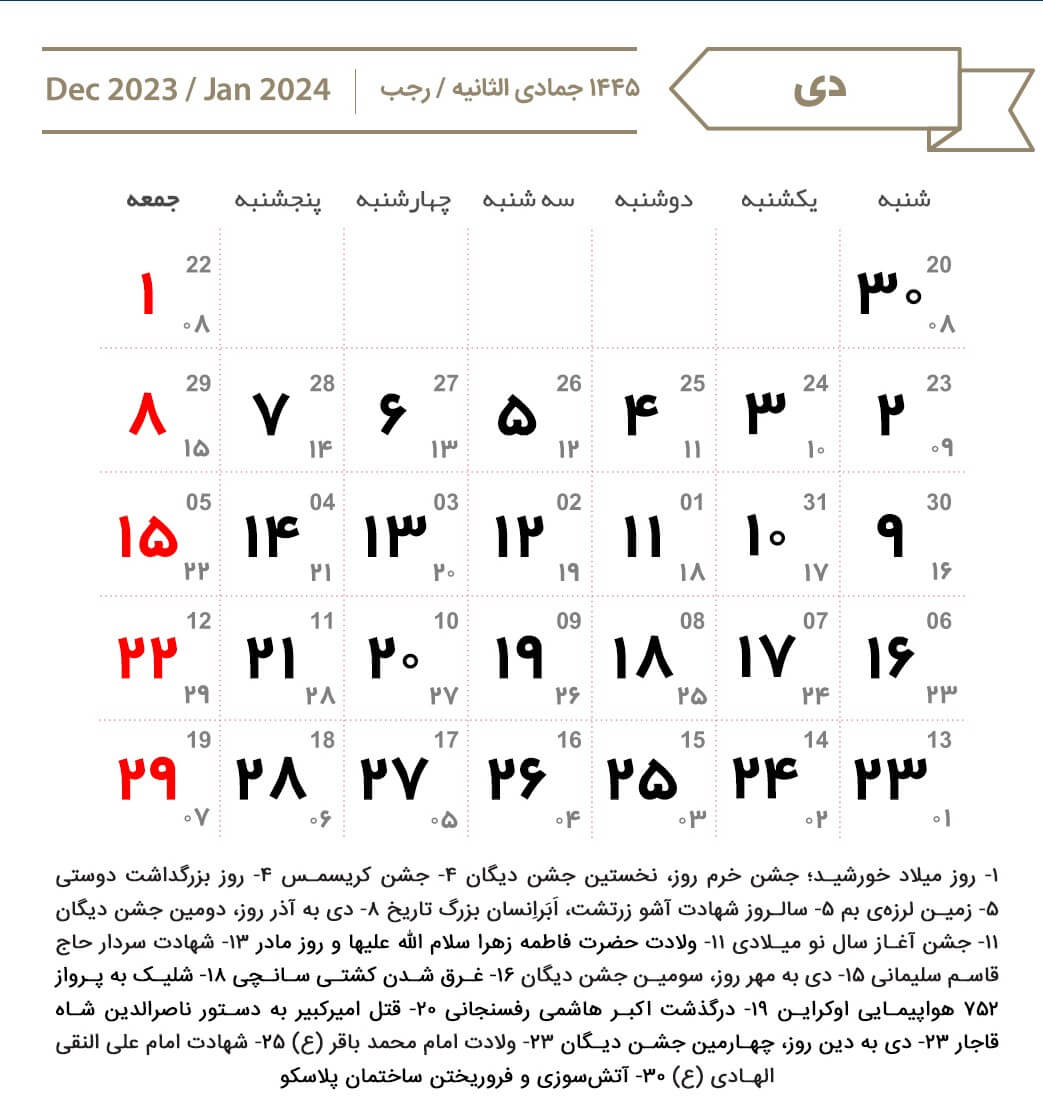 دی
۱۴۴۵ جمادی الثانیه / رجب | Dec 2023 / Jan 2024
شنبه یکشنبه دوشنبه سه شنبه چهارشنبه پنجشنبه جمعه
20 22
۳۰ ۱
۰۸ ۰۸
23 24 25 26 27 28 29
۲ ۳ ۴ ۵ ۶ ۷ ۸
۰۹ ۱۰ ۱۱ ۱۲ ۱۳ ۱۴ ۱۵
30 31 01 02 03 04 05
۹ ۱۰ ۱۱ ۱۲ ۱۳ ۱۴ ۱۵
۱۶ ۱۷ ۱۸ ۱۹ ۲۰ ۲۱ ۲۲
06 07 08 09 10 11 12
۱۶ ۱۷ ۱۸ ۱۹ ۲۰ ۲۱ ۲۲
۲۳ ۲۴ ۲۵ ۲۶ ۲۷ ۲۸ ۲۹
13 14 15 16 17 18 19
۲۳ ۲۴ ۲۵ ۲۶ ۲۷ ۲۸ ۲۹
۰۱ ۰۲ ۰۳ ۰۴ ۰۵ ۰۶ ۰۷
۱- روز میلاد خورشید؛ جشن خرم روز، نخستین جشن دیگان ۴- جشن کریسمس ۴- روز بزرگداشت دوستی
۵- زمین لرزه‌ی بم ۵- سالروز شهادت آشو زرتشت، اَبَراِنسان بزرگ تاریخ ۸- دی به آذر روز، دومین جشن دیگان
۱۱- جشن آغاز سال نو میلادی ۱۱- ولادت حضرت فاطمه زهرا سلام الله علیها و روز مادر ۱۳- شهادت سردار حاج
قاسم سلیمانی ۱۵- دی به مهر روز، سومین جشن دیگان ۱۶- غرق شدن کشتی سانچی ۱۸- شلیک به پرواز
۷۵۲ هواپیمایی اوکراین ۱۹- درگذشت اکبر هاشمی رفسنجانی ۲۰- قتل امیرکبیر به دستور ناصرالدین شاه
قاجار ۲۳- دی به دین روز، چهارمین جشن دیگان ۲۳- ولادت امام محمد باقر (ع) ۲۵- شهادت امام علی النقی
الهادی (ع) ۳۰- آتش‌سوزی و فروریختن ساختمان پلاسکو